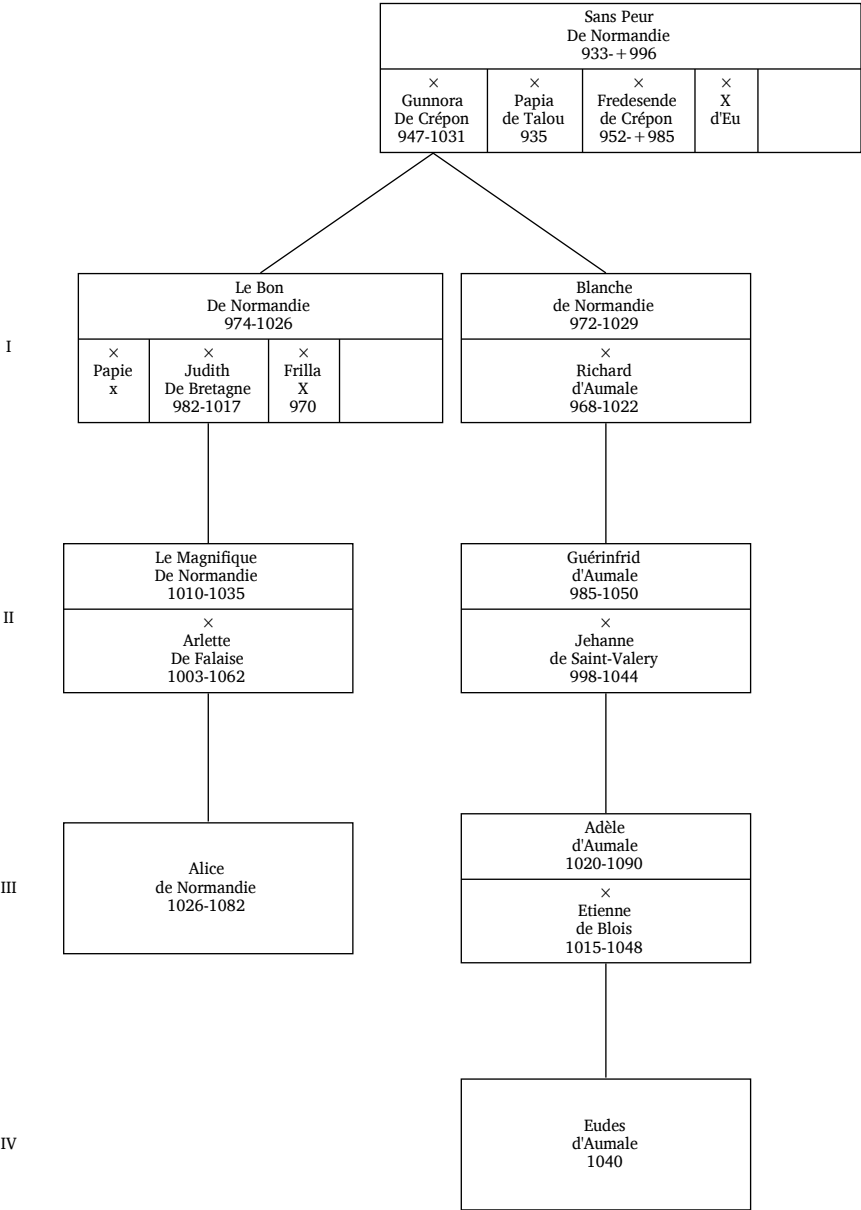 Sans Peur
De Normandie
933-+996
×
Gunnora
De Crépon
947-1031
×
Papia
de Talou
935
×
Fredesende
de Crépon
952-+985
×
X
d'Eu
I
Le Bon
De Normandie
974-1026
×
Papie
x
×
Judith
De Bretagne
982-1017
×
Frilla
X
970
Blanche
de Normandie
972-1029
×
Richard
d'Aumale
968-1022
II
Le Magnifique
De Normandie
1010-1035
×
Arlette
De Falaise
1003-1062
Guérinfrid
d'Aumale
985-1050
×
Jehanne
de Saint-Valery
998-1044
III
Alice
de Normandie
1026-1082
Adèle
d'Aumale
1020-1090
×
Etienne
de Blois
1015-1048
IV
Eudes
d'Aumale
1040